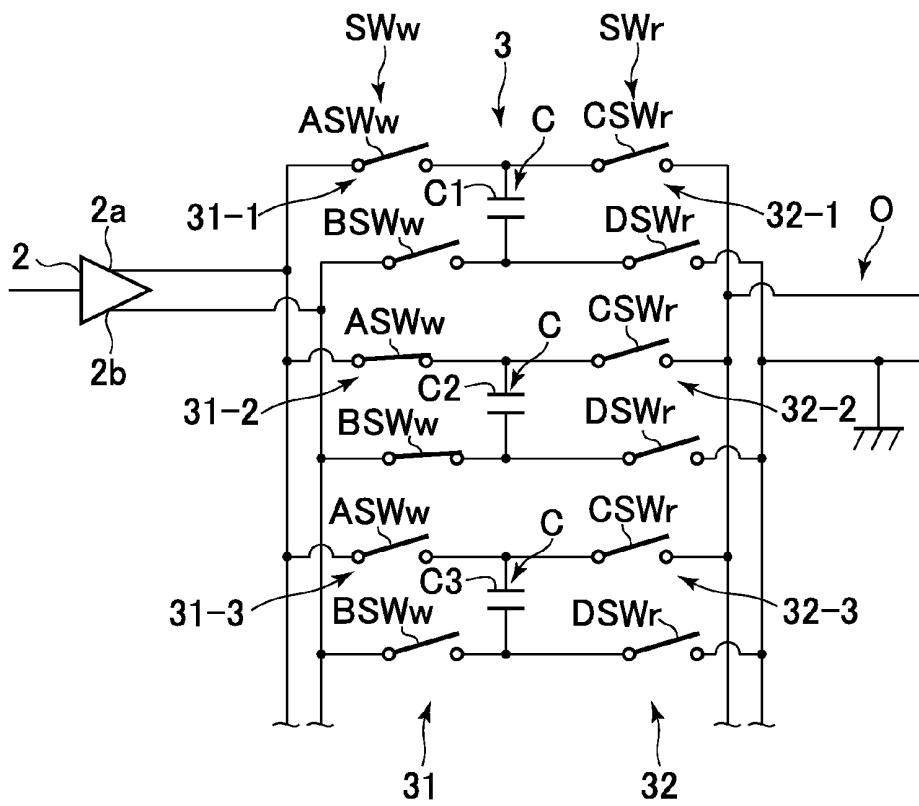 SWw
3
SWr
ASWw
C
CSWr
C1
31-1
32-1
2a
BSWw
DSWr
O
2
ASWw
C
CSWr
2b
C2
31-2
32-2
BSWw
DSWr
ASWw
C
CSWr
C3
31-3
32-3
BSWw
DSWr
31
32